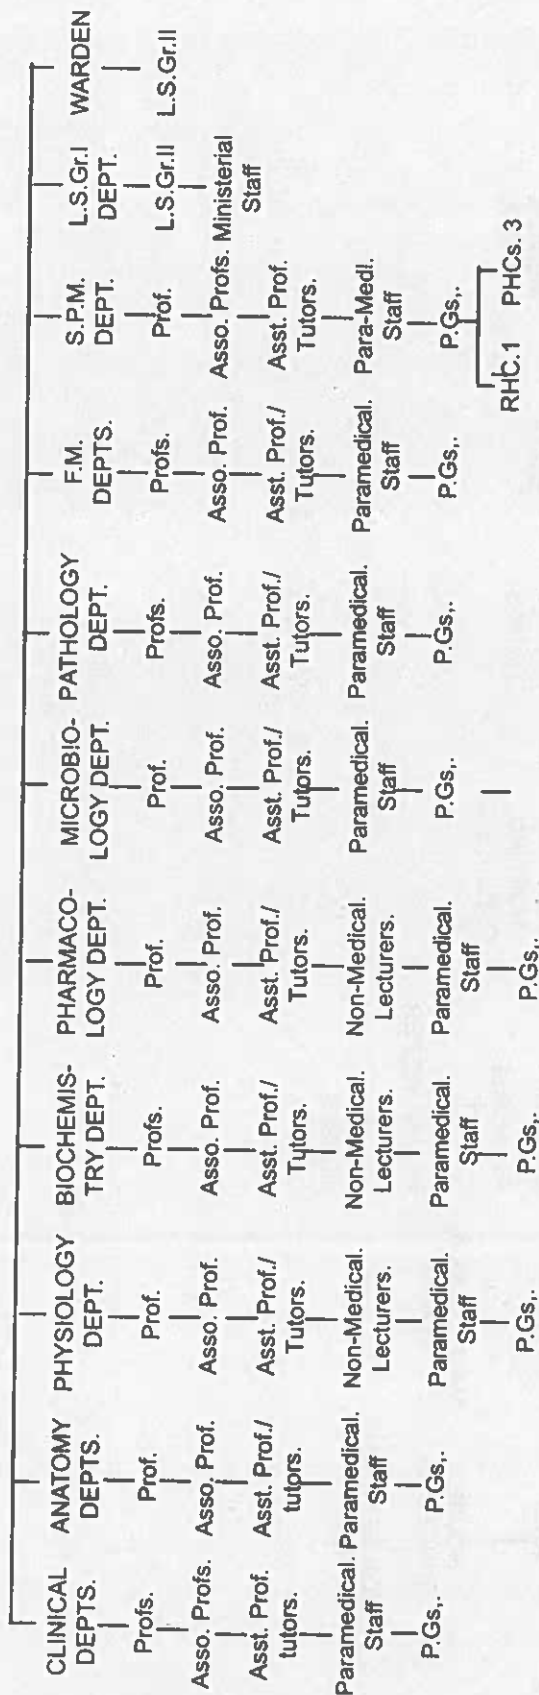 CLINICAL
DEPTS.
Profs.
Asso. Profs.
Asst. Prof.
tutors.
Paramedical.
Staff
P.Gs,.
ANATOMY
DEPTS.
Prof.
Asso. Prof.
Asst. Prof./
tutors.
Paramedical.
Staff
P.Gs,.
PHYSIOLOGY
DEPT.
Prof.
Asso. Prof.
Asst. Prof./
Tutors.
Non-Medical.
Lecturers.
Paramedical.
Staff
P.Gs,.
BIOCHEMIS-
TRY DEPT.
Profs.
Asso. Prof.
Asst. Prof./
Tutors.
Non-Medical.
Lecturers.
Paramedical.
Staff
P.Gs,.
PHARMACO-
LOGY DEPT.
Prof.
Asso. Prof.
Asst. Prof./
Tutors.
Non-Medical.
Lecturers.
Paramedical.
Staff
P.Gs,.
MICROBIO-
LOGY DEPT.
Prof.
Asso. Prof.
Asst. Prof./
Tutors.
Paramedical.
Staff
P.Gs,.
PATHOLOGY
DEPT.
Profs.
Asso. Prof.
Asst. Prof./
Tutors.
Paramedical.
Staff
P.Gs,.
F.M.
DEPTS.
Profs.
Asso. Prof.
Asst. Prof./
Tutors.
Paramedical.
Staff
P.Gs,.
S.P.M.
DEPT.
Prof.
Asso. Profs.
Asst. Prof.
Tutors.
Para-Medl.
Staff
P.Gs,.
RHC.1 PHCs. 3
L.S.Gr.I
DEPT.
L.S.Gr.II
Ministerial
Staff
WARDEN
L.S.Gr.II